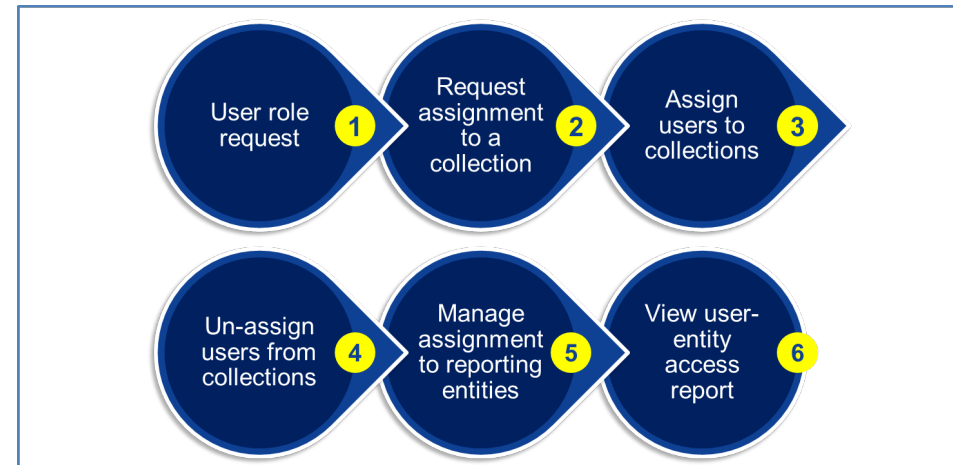 User role
request
1
Request
assignment
to a
collection
2
Assign
users to
collections
3
Un-assign
users from
collections
4
Manage
assignment
to reporting
entities
5
View user-
entity
access
report
6